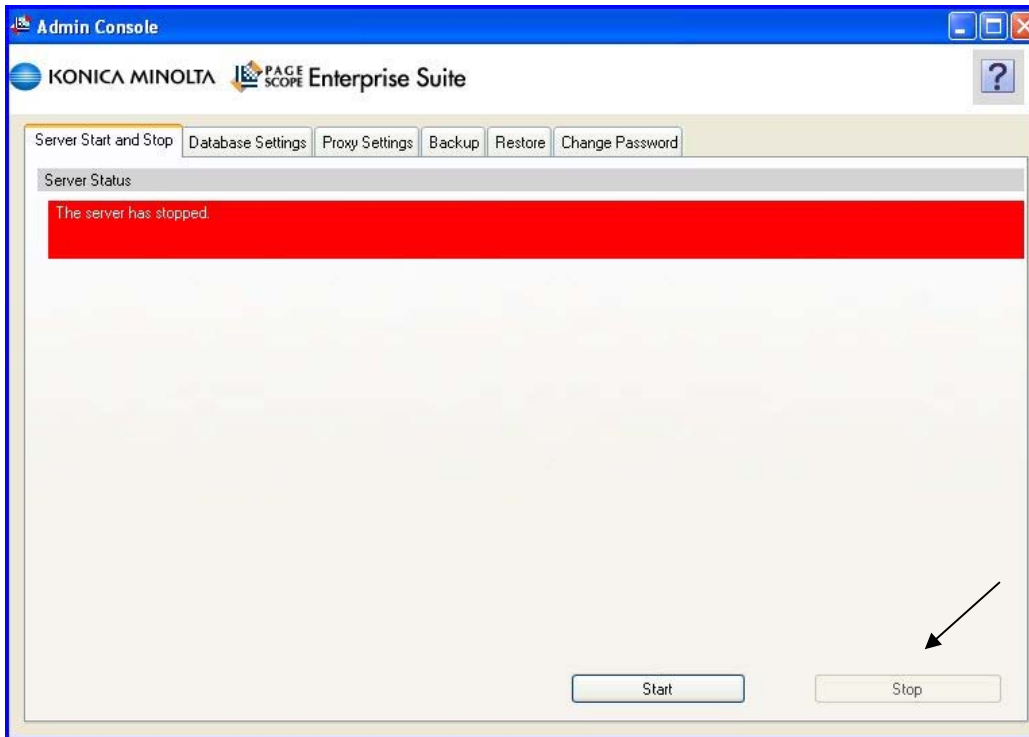 Admin Console
KONICA MINOLTA PAGE SCOPE Enterprise Suite ?
Server Start and Stop Database Settings Proxy Settings Backup Restore Change Password
Server Status
The server has stopped.
Start Stop